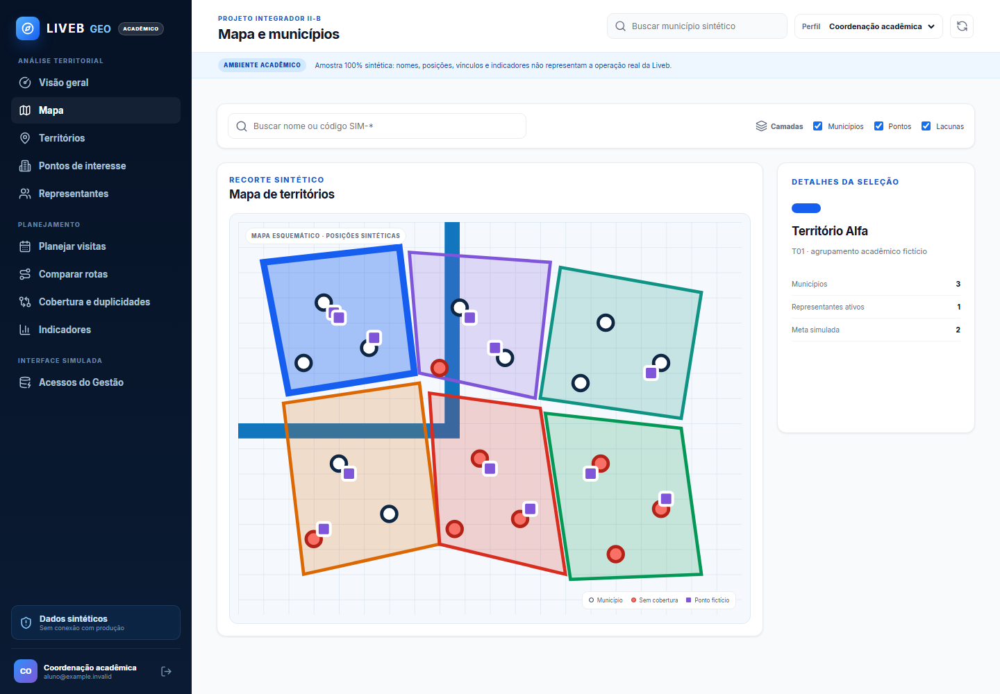 LIVEB GEO ACADÊMICO
ANÁLISE TERRITORIAL
Visão geral
Mapa
Territórios
Pontos de interesse
Representantes
PLANEJAMENTO
Planejar visitas
Comparar rotas
Cobertura e duplicidades
Indicadores
INTERFACE SIMULADA
Acessos do Gestão
Dados sintéticos
Sem conexão com produção
CO
Coordenação acadêmica
aluno@example.invalid
PROJETO INTEGRADOR II-B
Mapa e municípios
Buscar município sintético
Perfil Coordenação acadêmica
AMBIENTE ACADÊMICO Amostra 100% sintética: nomes, posições, vínculos e indicadores não representam a operação real da Liveb.
Buscar nome ou código SIM-*
Camadas Municípios Pontos Lacunas
RECORTE SINTÉTICO
Mapa de territórios
MAPA ESQUEMÁTICO · POSIÇÕES SINTÉTICAS
Município Sem cobertura Ponto fictício
DETALHES DA SELEÇÃO
Território Alfa
T01 · agrupamento acadêmico fictício
Municípios 3
Representantes ativos 1
Meta simulada 2